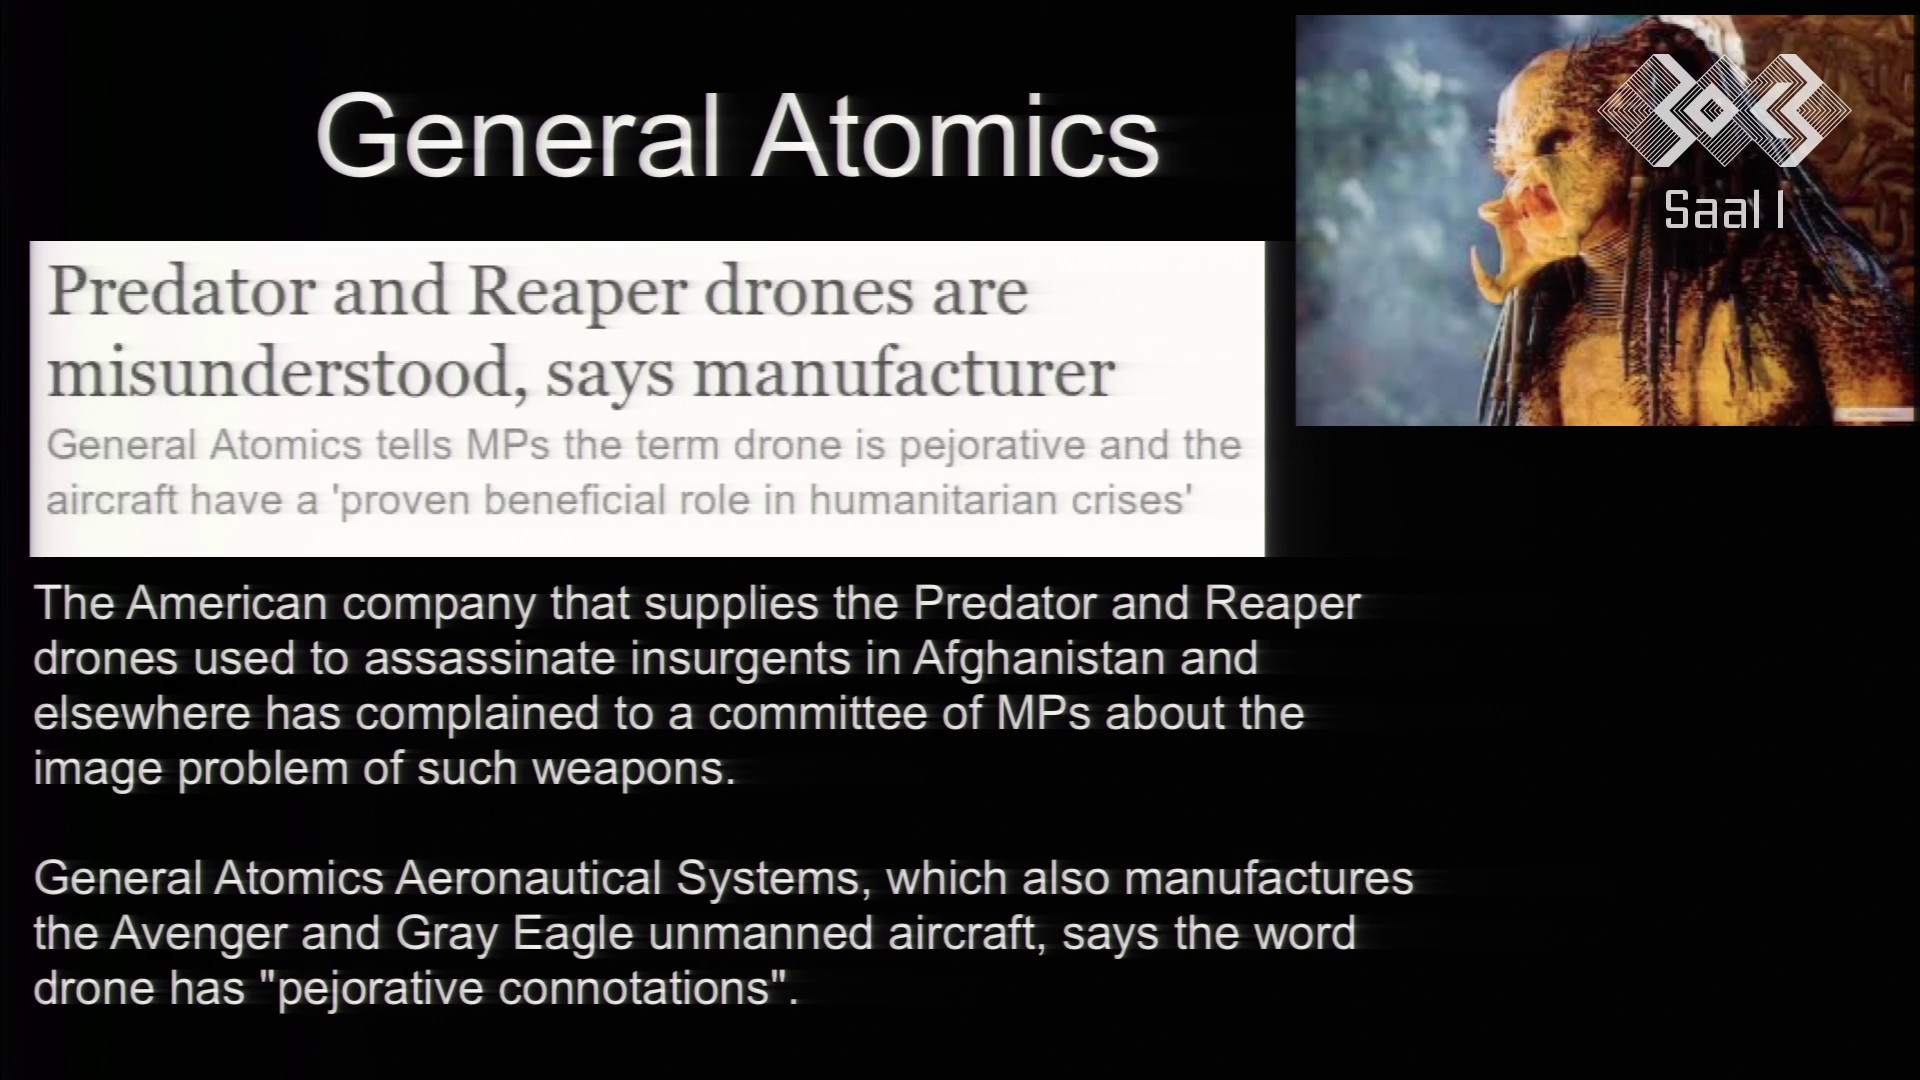 General Atomics
Saal 1
Predator and Reaper drones are
misunderstood, says manufacturer
General Atomics tells MPs the term drone is pejorative and the
aircraft have a 'proven beneficial role in humanitarian crises'
The American company that supplies the Predator and Reaper
drones used to assassinate insurgents in Afghanistan and
elsewhere has complained to a committee of MPs about the
image problem of such weapons.
General Atomics Aeronautical Systems, which also manufactures
the Avenger and Gray Eagle unmanned aircraft, says the word
drone has "pejorative connotations".